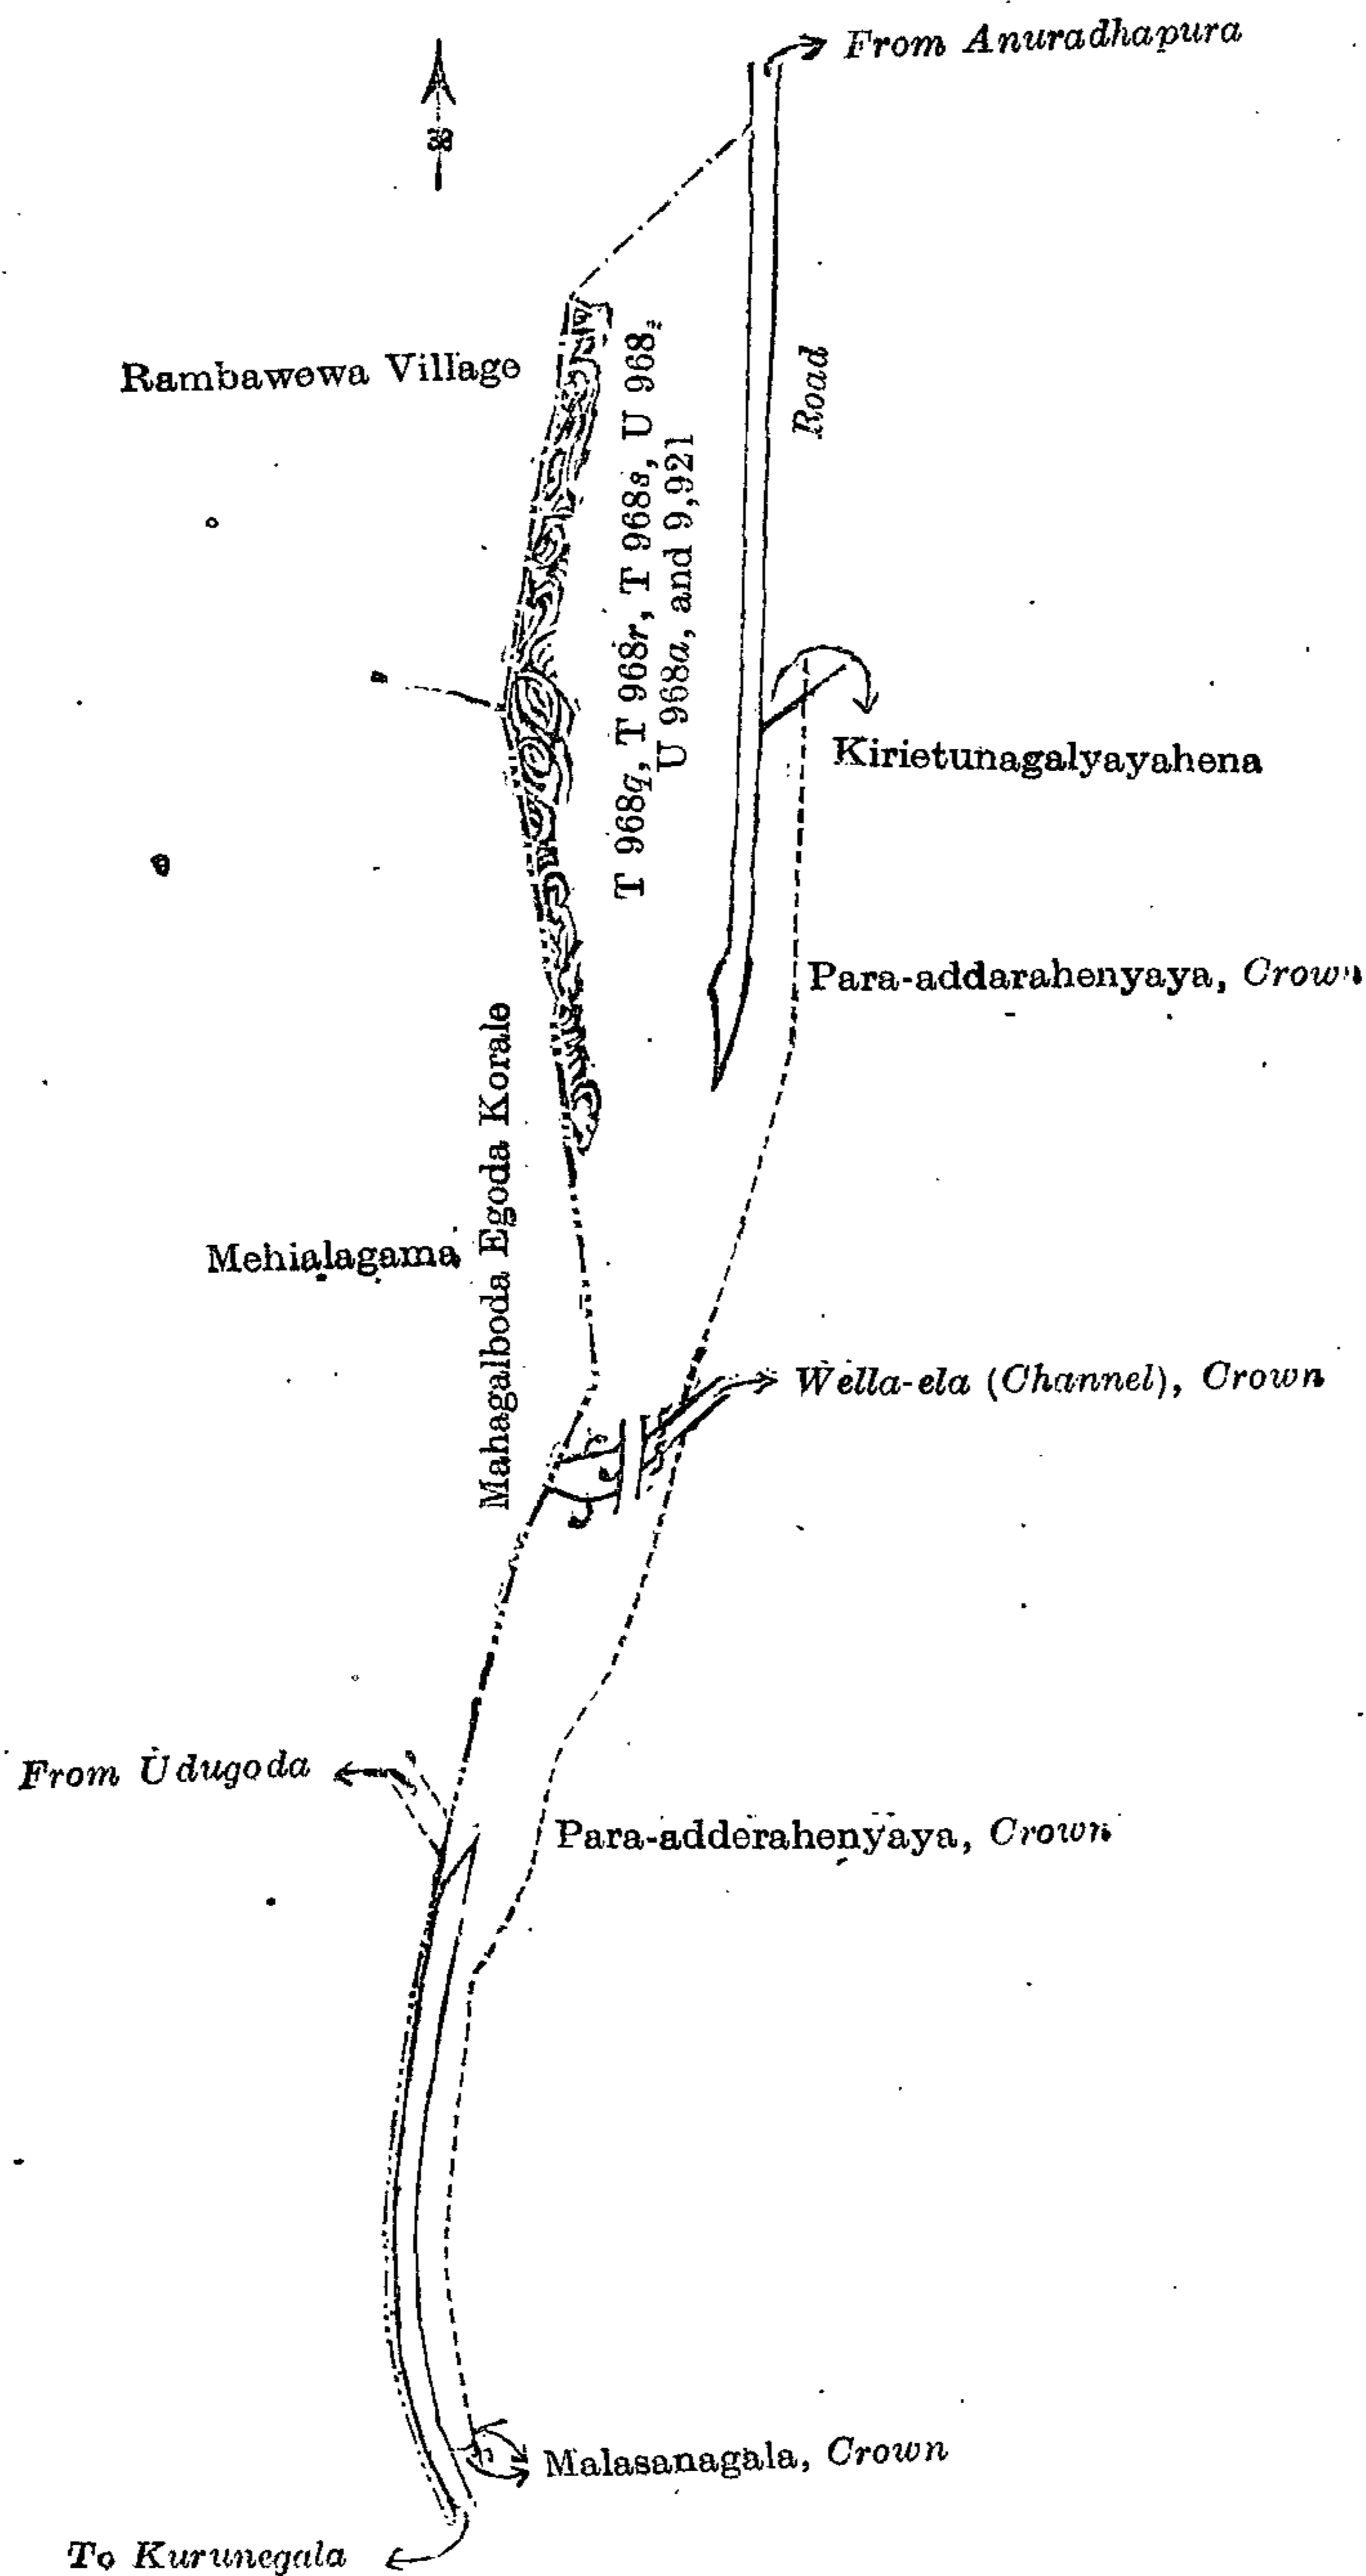 From Anuradhapura
Rambawowa Village
Road
T 968q, T 968r, T 968s, U 968,
U 968a, and 9,921
Kirietunagalyayahena
Para-addarahenyaya, Crown
Mahagalboda Egoda Korale
Mehialagama
Wella-ela (Channel), Crown
From Udugoda
Para-adderahenyaya, Crown
Malasanagala, Crown
To Kurunegala